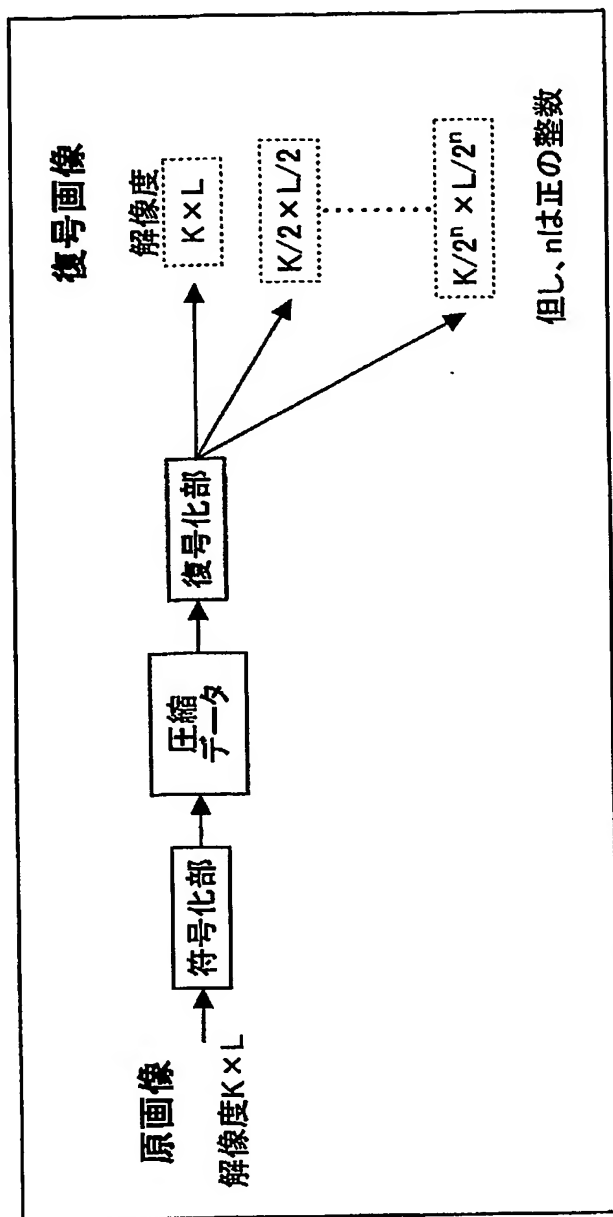 原画像
解像度K×L
符号化部
圧縮
データ
復号化部
復号画像
解像度
K×L
K/2×L/2
K/2ⁿ×L/2ⁿ
但し、nは正の整数